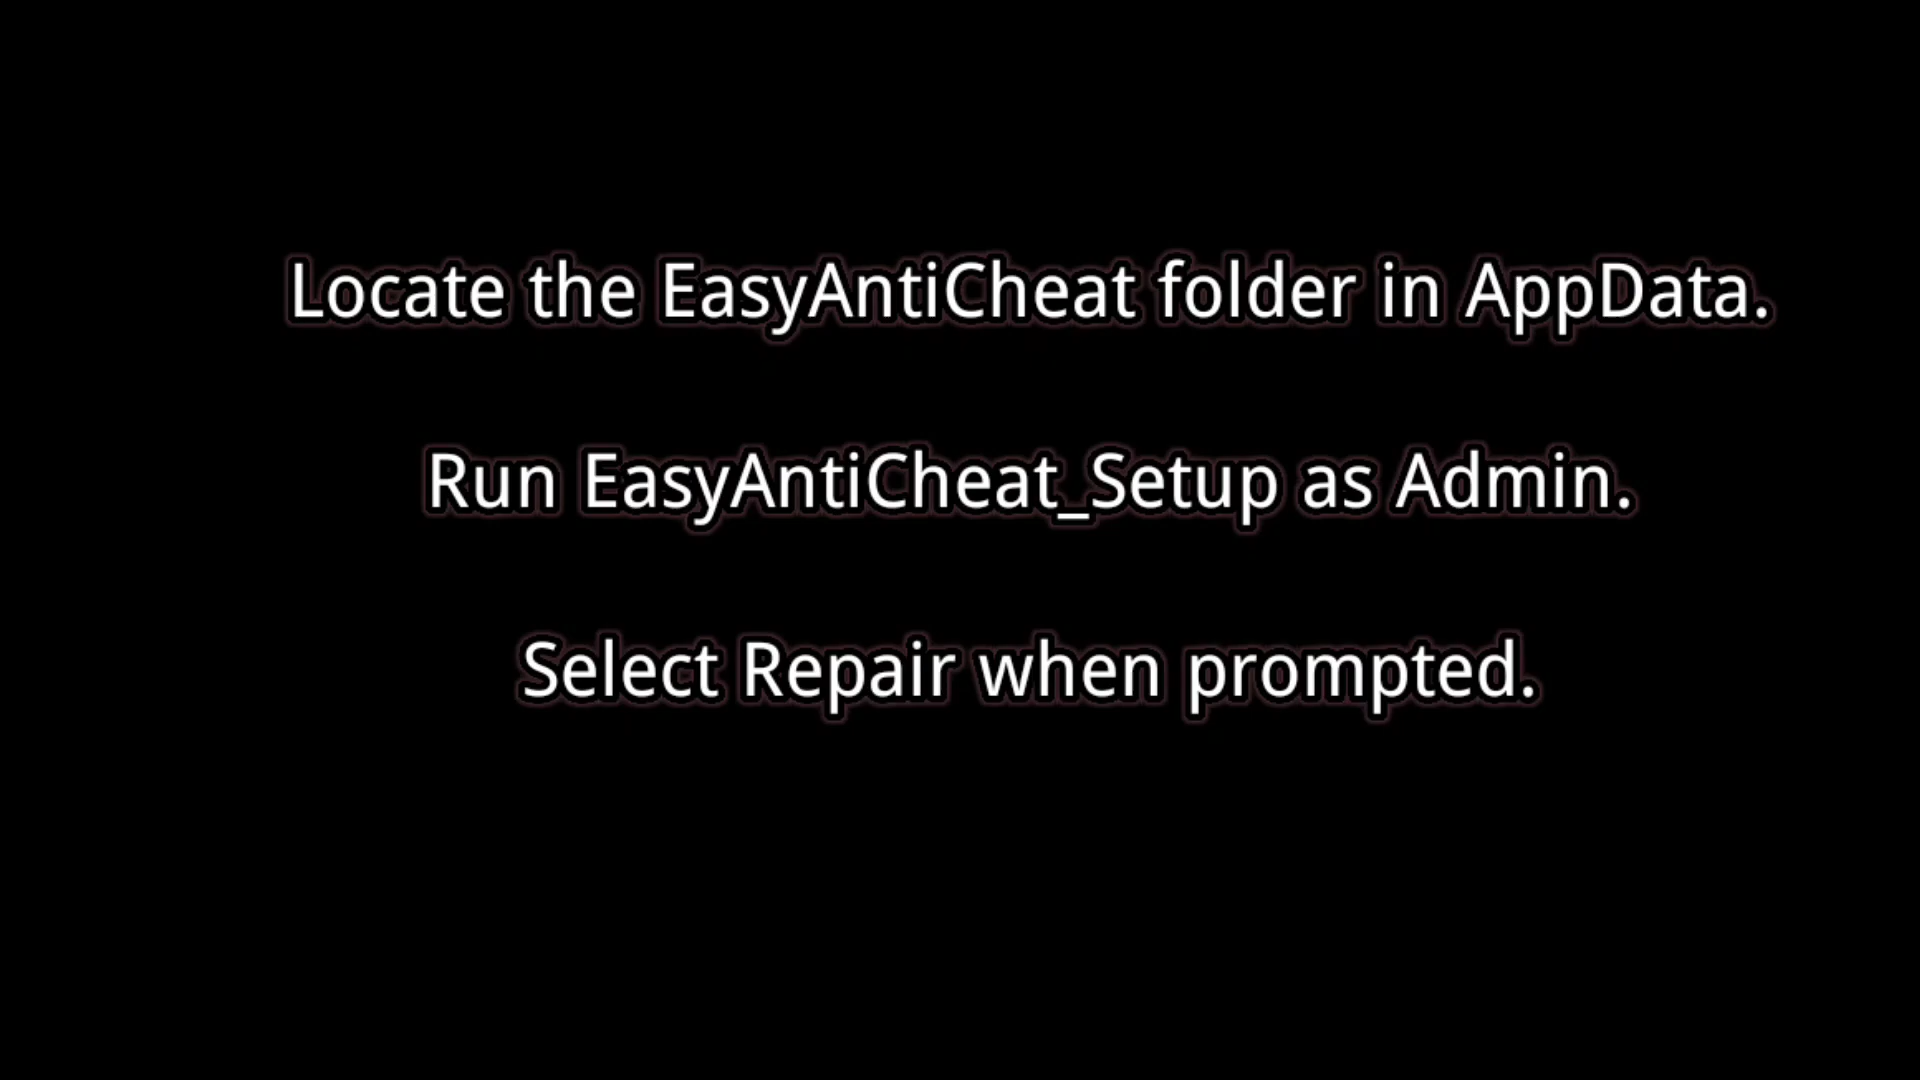 Locate the EasyAntiCheat folder in AppData.
Run EasyAntiCheat_Setup as Admin.
Select Repair when prompted.